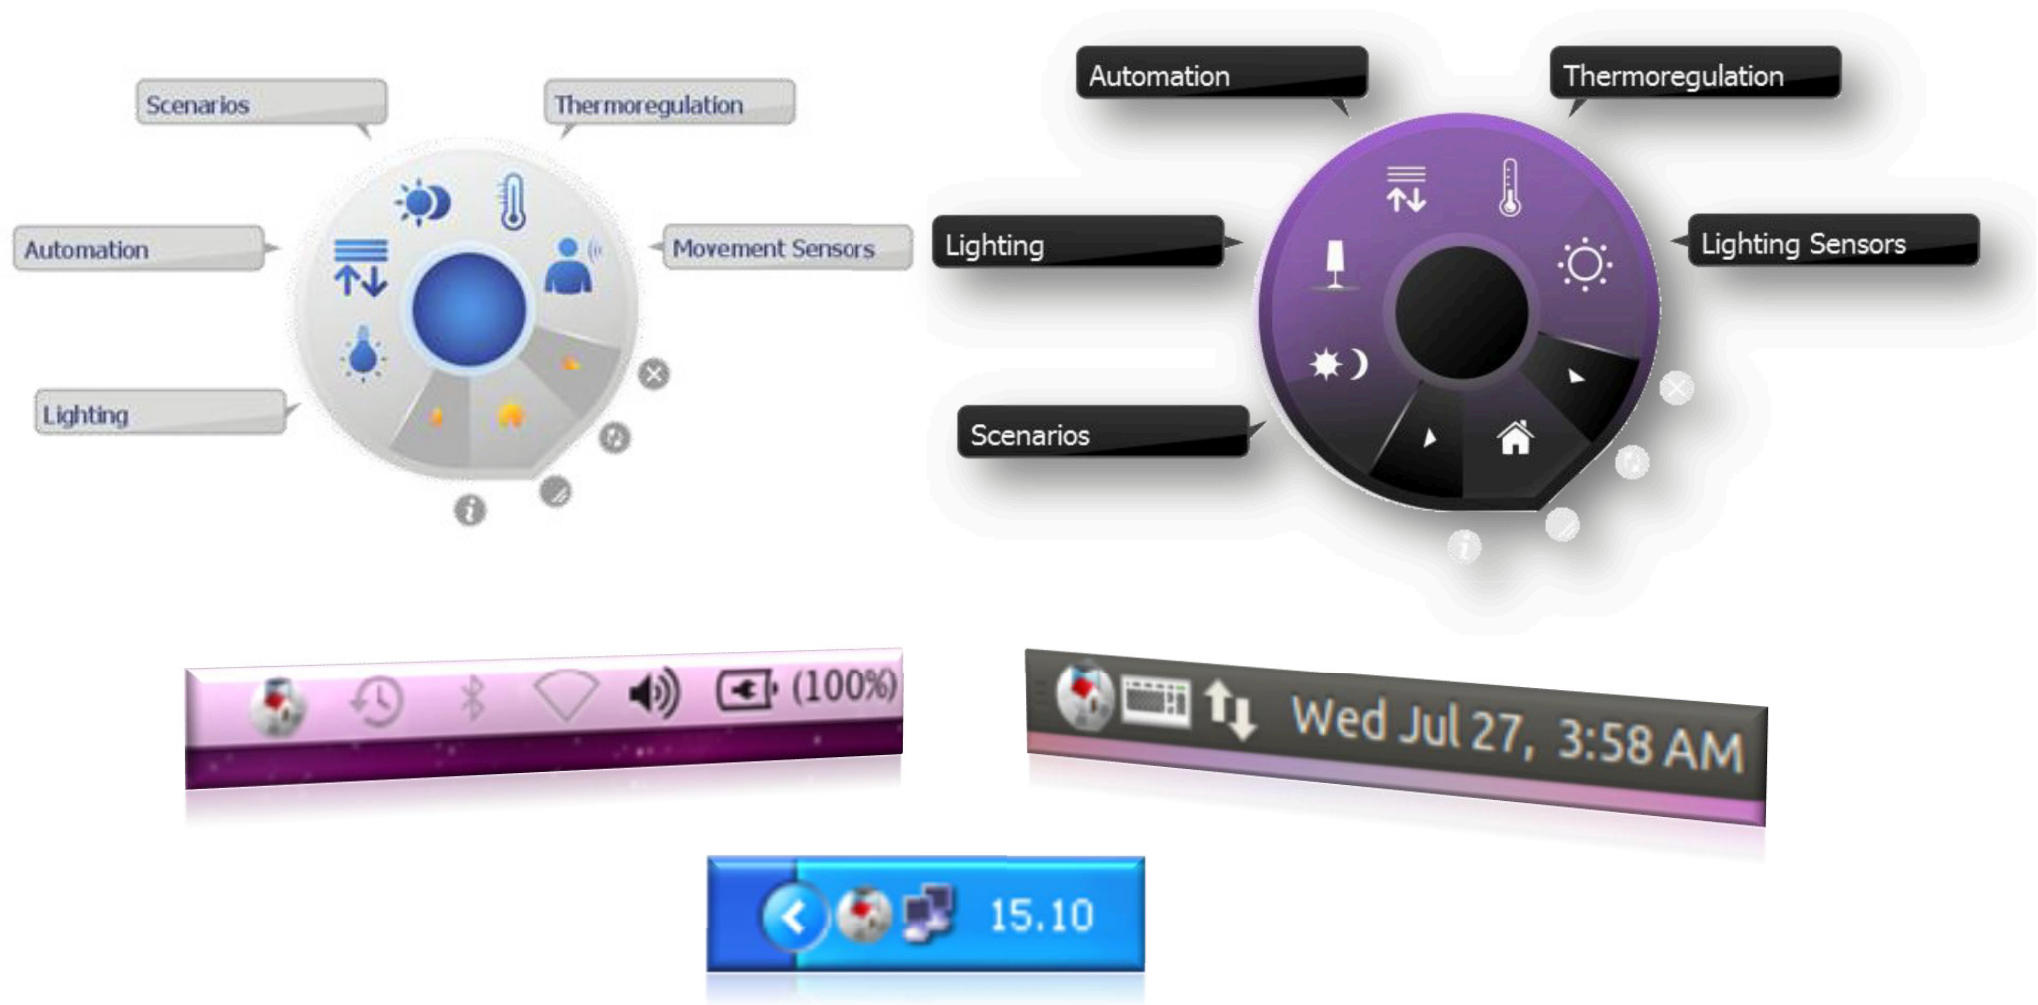 Scenarios
Thermoregulation
Automation
Movement Sensors
Lighting
Automation
Thermoregulation
Lighting
Lighting Sensors
Scenarios
(100%)
Wed Jul 27, 3:58 AM
15.10